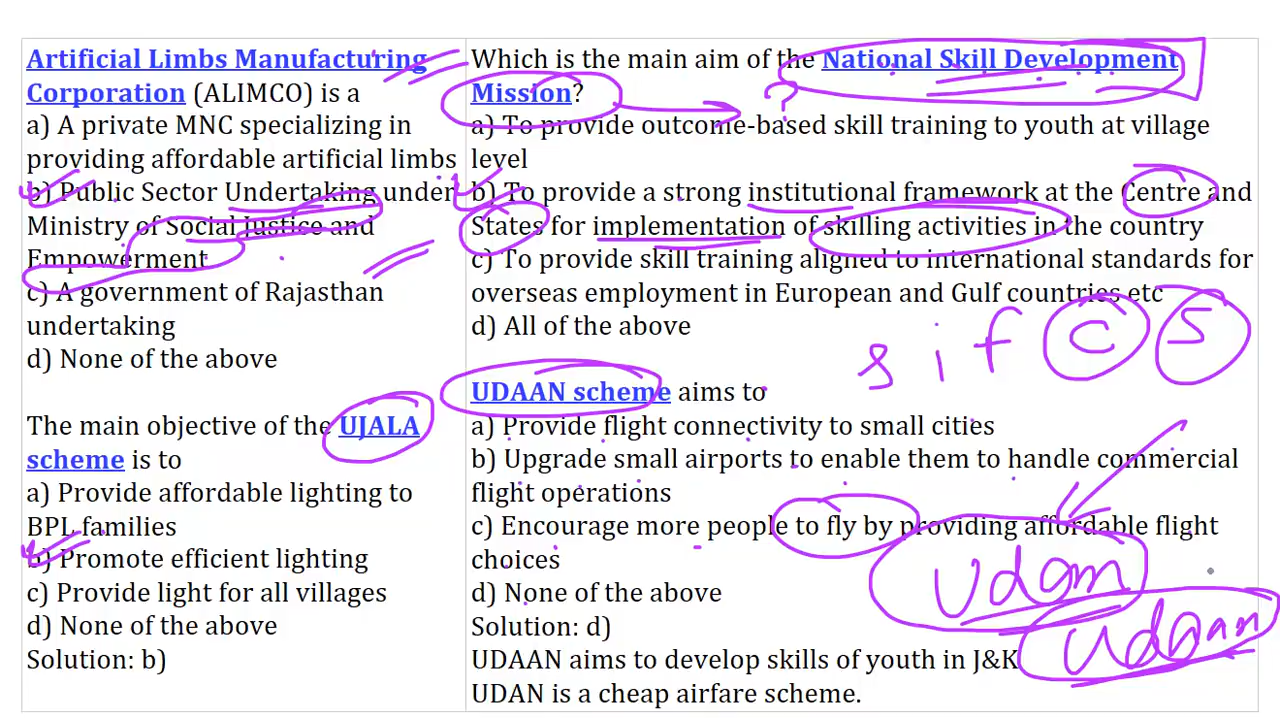 Artificial Limbs Manufacturing
Corporation (ALIMCO) is a
a) A private MNC specializing in
providing affordable artificial limbs
b) Public Sector Undertaking under
Ministry of Social Justice and
Empowerment
c) A government of Rajasthan
undertaking
d) None of the above
The main objective of the UJALA
scheme is to
a) Provide affordable lighting to
BPL families
b) Promote efficient lighting
c) Provide light for all villages
d) None of the above
Solution: b)
Which is the main aim of the National Skill Development
Mission?
?
a) To provide outcome-based skill training to youth at village
level
b) To provide a strong institutional framework at the Centre and
States for implementation of skilling activities in the country
c) To provide skill training aligned to international standards for
overseas employment in European and Gulf countries etc
d) All of the above
s i f C S
UDAAN scheme aims to
a) Provide flight connectivity to small cities
b) Upgrade small airports to enable them to handle commercial
flight operations
c) Encourage more people to fly by providing affordable flight
choices
d) None of the above
Udan
Solution: d)
Udaan
UDAAN aims to develop skills of youth in J&K
UDAN is a cheap airfare scheme.